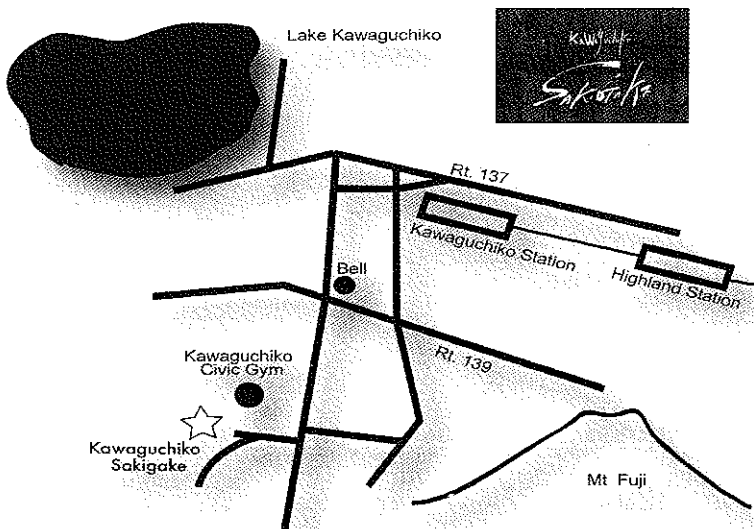 Lake Kawaguchiko
Rt. 137
Kawaguchiko Station
Highland Station
Bell
Rt. 139
Kawaguchiko
Civic Gym
Kawaguchiko
Sakigake
Mt Fuji